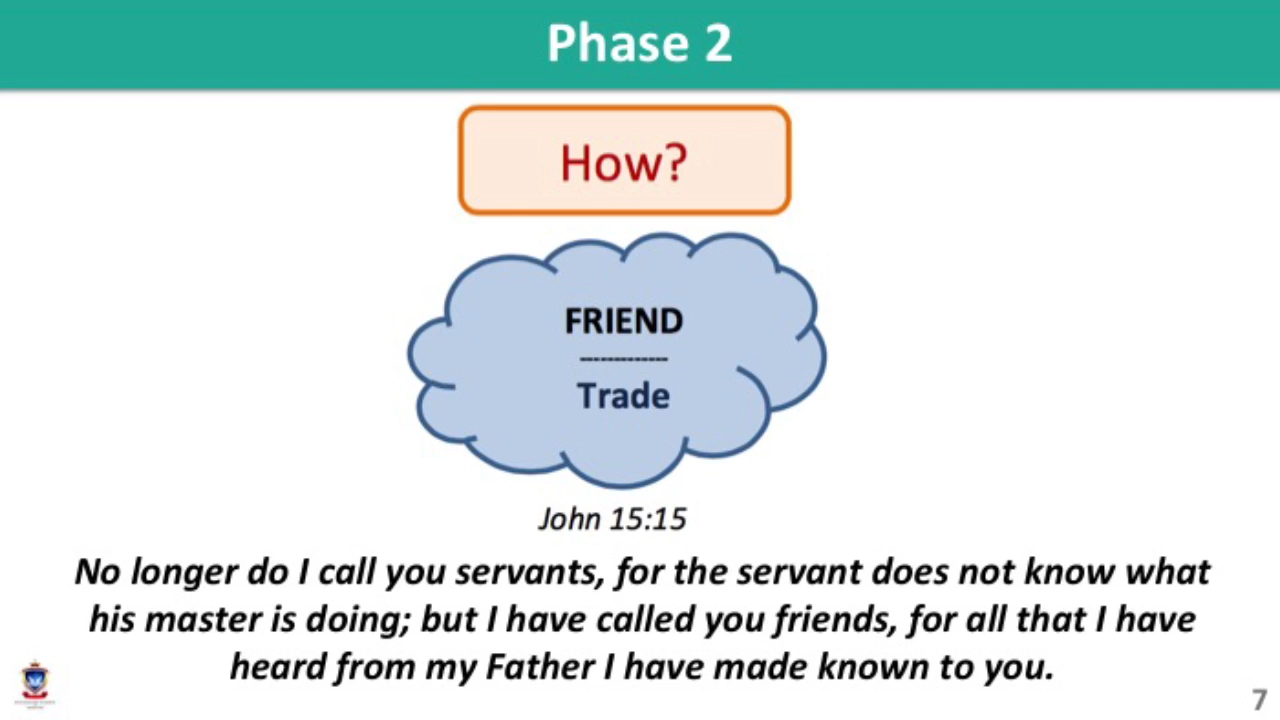 Phase 2
How?
FRIEND
-------------
Trade
John 15:15
No longer do I call you servants, for the servant does not know what
his master is doing; but I have called you friends, for all that I have
heard from my Father I have made known to you.
7